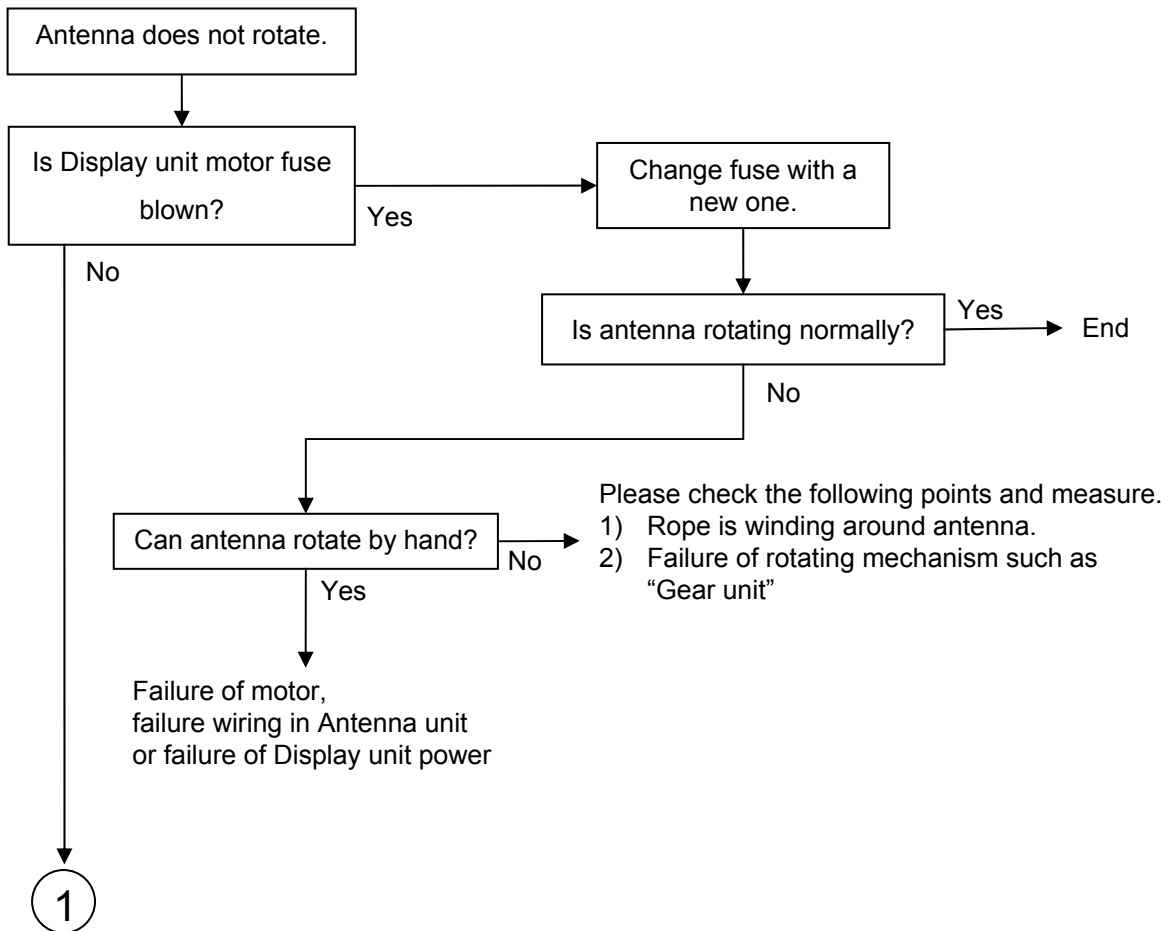 Antenna does not rotate.
Is Display unit motor fuse
blown?
Yes
No
Change fuse with a
new one.
Is antenna rotating normally?
Yes
End
No
Can antenna rotate by hand?
No
Yes
Please check the following points and measure.
1) Rope is winding around antenna.
2) Failure of rotating mechanism such as
“Gear unit”
Failure of motor,
failure wiring in Antenna unit
or failure of Display unit power
1